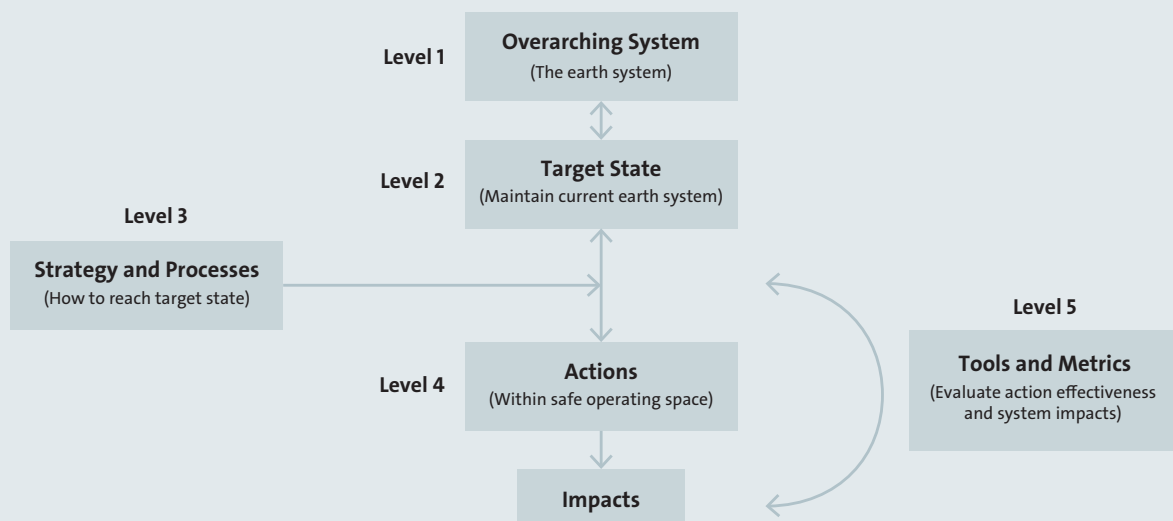 Level 1
Overarching System
(The earth system)
Level 2
Target State
(Maintain current earth system)
Level 3
Strategy and Processes
(How to reach target state)
Level 4
Actions
(Within safe operating space)
Level 5
Tools and Metrics
(Evaluate action effectiveness
and system impacts)
Impacts